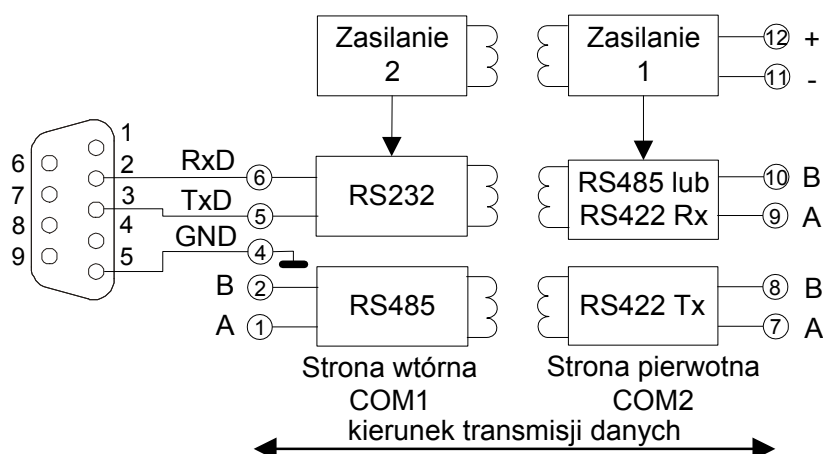 Zasilanie
2
Zasilanie
1
12 +
11 -
1
6
2
7
3
8
4
9
5
RxD 6
TxD 5
GND 4
RS232
RS485 lub
RS422 Rx
10 B
9 A
B 2
A 1
RS485
RS422 Tx
8 B
7 A
Strona wtórna
COM1
Strona pierwotna
COM2
kierunek transmisji danych